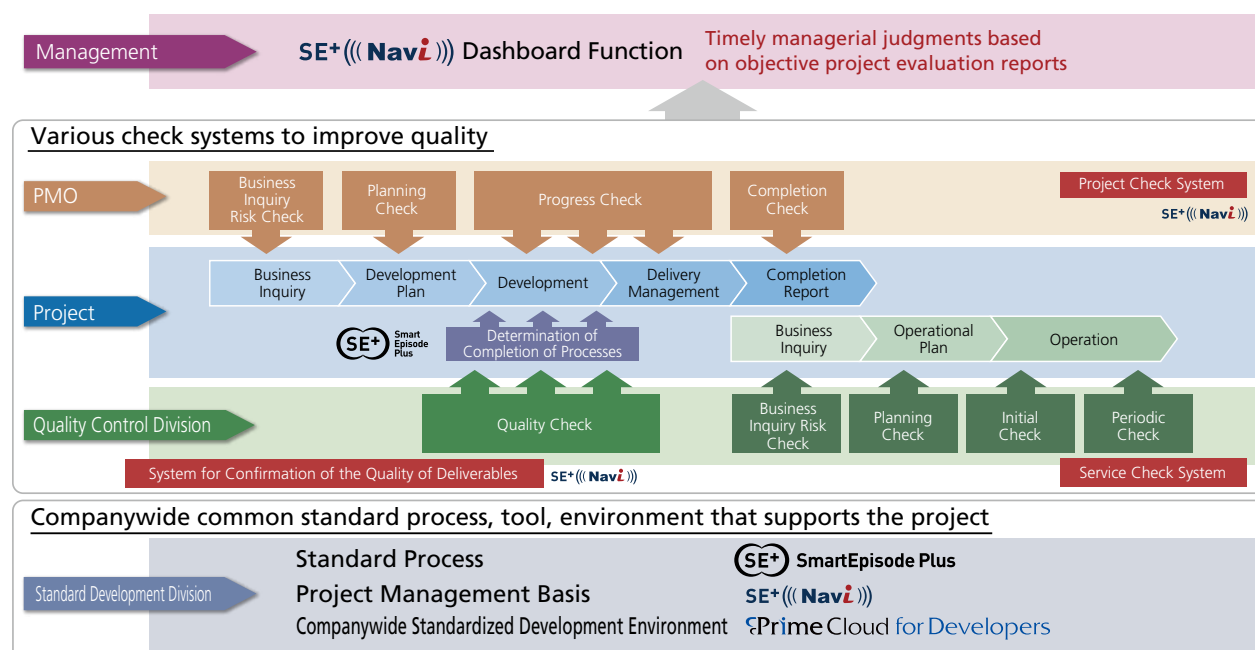 Management
SE+((( Navi ))) Dashboard Function
Timely managerial judgments based
on objective project evaluation reports
Various check systems to improve quality
PMO
Business
Inquiry
Risk Check
Planning
Check
Progress Check
Completion
Check
Project Check System
SE+((( Navi )))
Project
Business
Inquiry
Development
Plan
Development
Delivery
Management
Completion
Report
SE+
Smart
Episode
Plus
Determination of
Completion of Processes
Business
Inquiry
Operational
Plan
Operation
Quality Control Division
Quality Check
Business
Inquiry Risk
Check
Planning
Check
Initial
Check
Periodic
Check
System for Confirmation of the Quality of Deliverables
SE+((( Navi )))
Service Check System
Companywide common standard process, tool, environment that supports the project
Standard Development Division
Standard Process
SE+ SmartEpisode Plus
Project Management Basis
SE+((( Navi )))
Companywide Standardized Development Environment
Prime Cloud for Developers